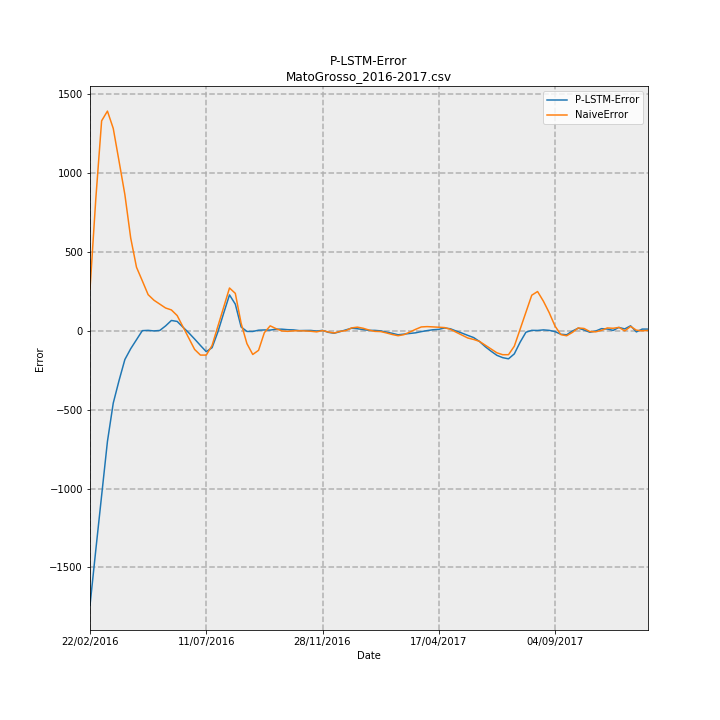 P-LSTM-Error
MatoGrosso_2016-2017.csv
P-LSTM-Error
NaiveError
1500
1000
500
0
−500
−1000
−1500
Error
22/02/2016 11/07/2016 28/11/2016 17/04/2017 04/09/2017
Date